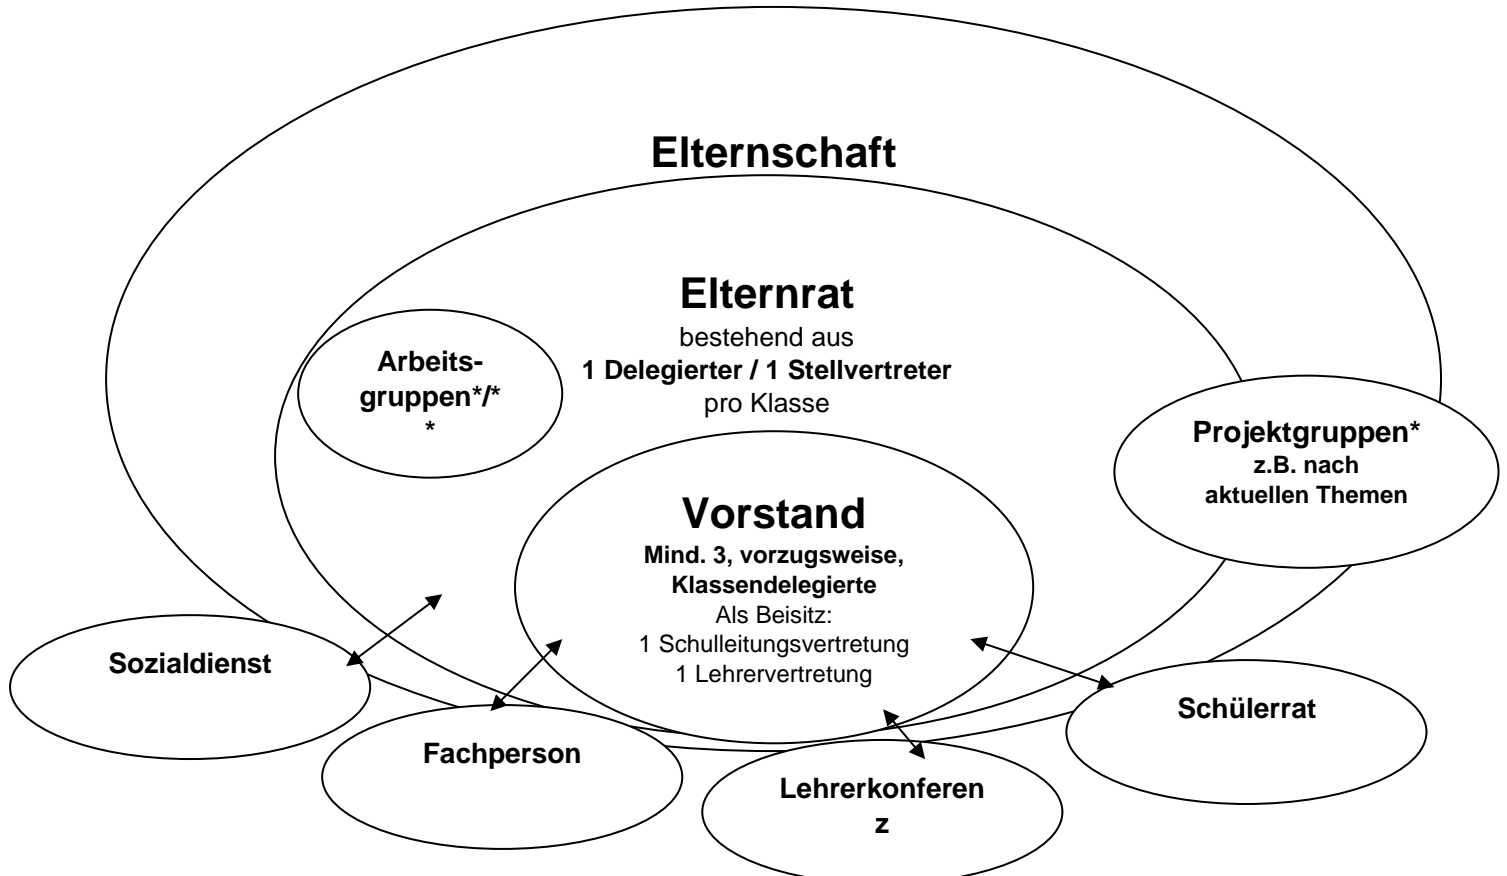 Elternschaft
Elternrat
bestehend aus
1 Delegierter / 1 Stellvertreter
pro Klasse
Arbeits-
gruppen*/*
*
Projektgruppen*
z.B. nach
aktuellen Themen
Vorstand
Mind. 3, vorzugsweise,
Klassendelegierte
Als Beisitz:
1 Schulleitungsvertretung
1 Lehrervertretung
Sozialdienst
Fachperson
Lehrerkonferen
z
Schülerrat